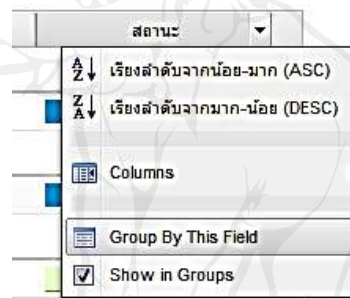 สถานะ
เรียงลำดับจากน้อย-มาก (ASC)
เรียงลำดับจากมาก-น้อย (DESC)
Columns
Group By This Field
Show in Groups